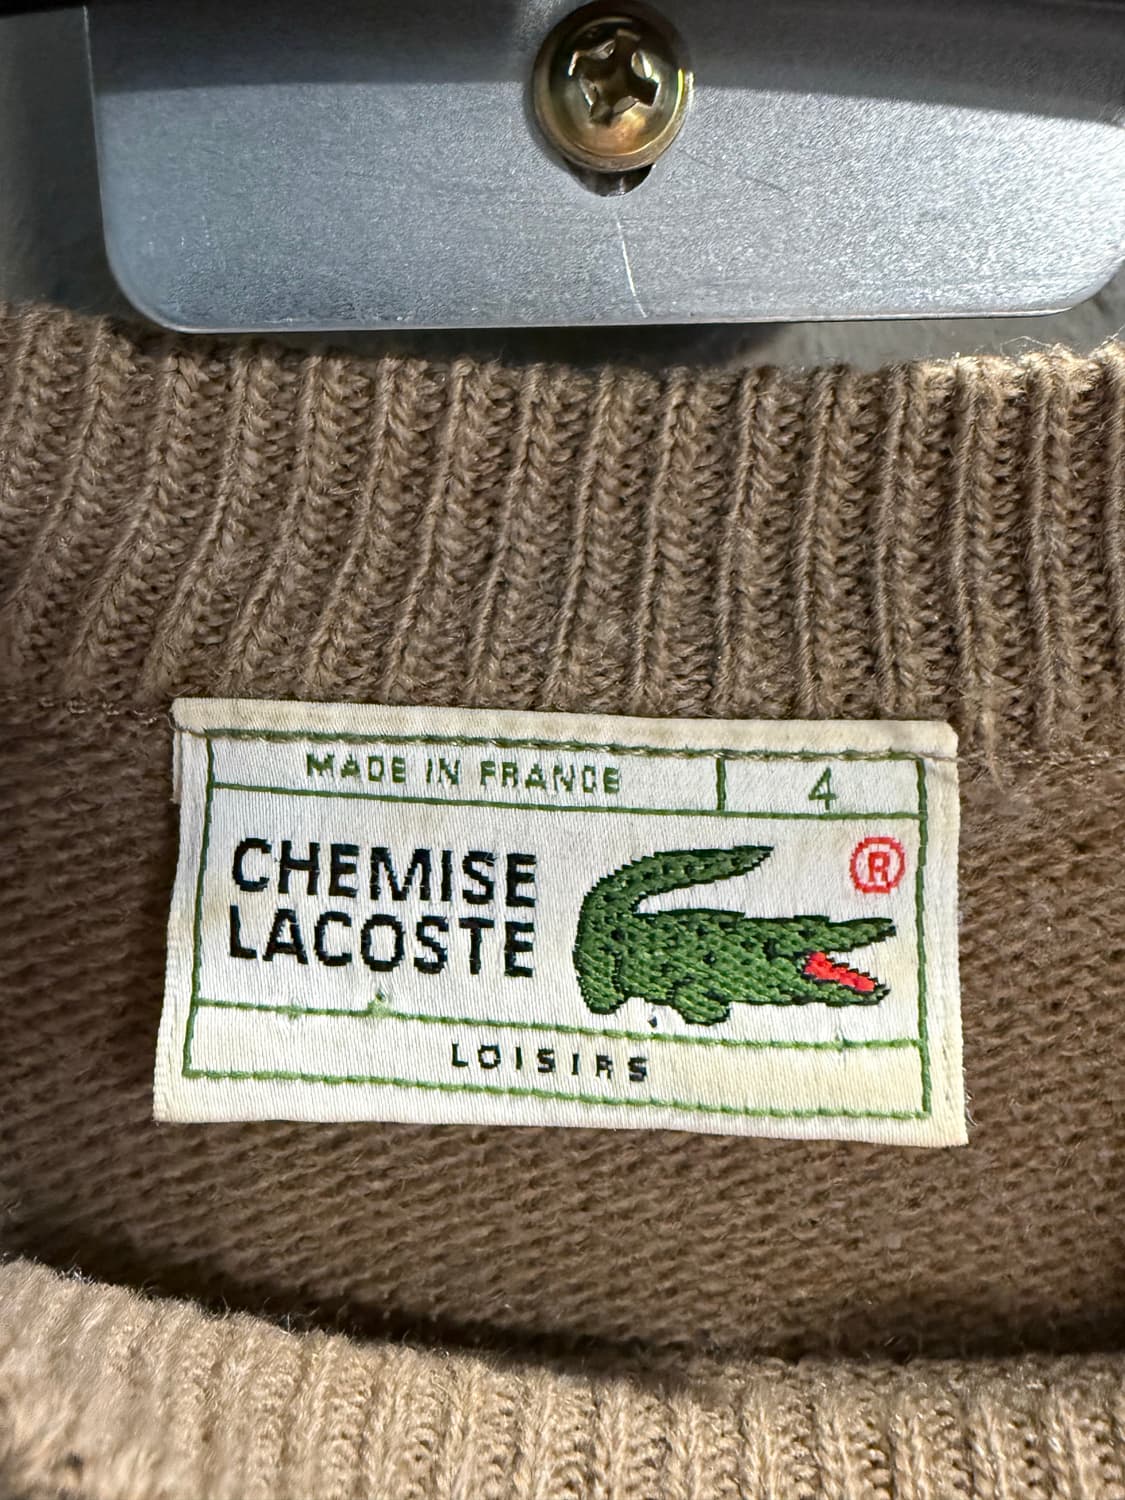 MADE IN FRANCE 4
CHEMISE
LACOSTE
®
LOISIRS